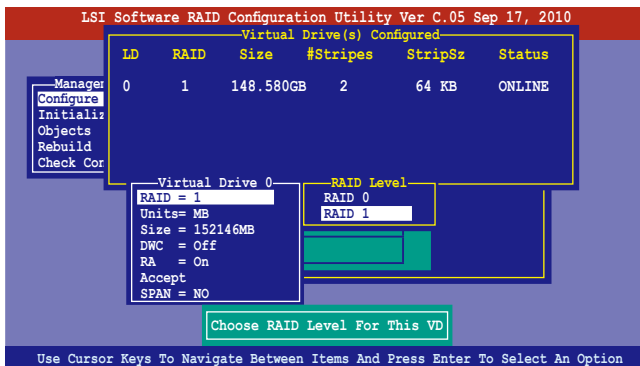 LSI Software RAID Configuration Utility Ver C.05 Sep 17, 2010
Virtual Drive(s) Configured
LD RAID Size #Stripes StripSz Status
0 1 148.580GB 2 64 KB ONLINE
Manager
Configure
Initializ
Objects
Rebuild
Check Con
Virtual Drive 0
RAID = 1
Units= MB
Size = 152146MB
DWC = Off
RA = On
Accept
SPAN = NO
RAID Level
RAID 0
RAID 1
Choose RAID Level For This VD
Use Cursor Keys To Navigate Between Items And Press Enter To Select An Option